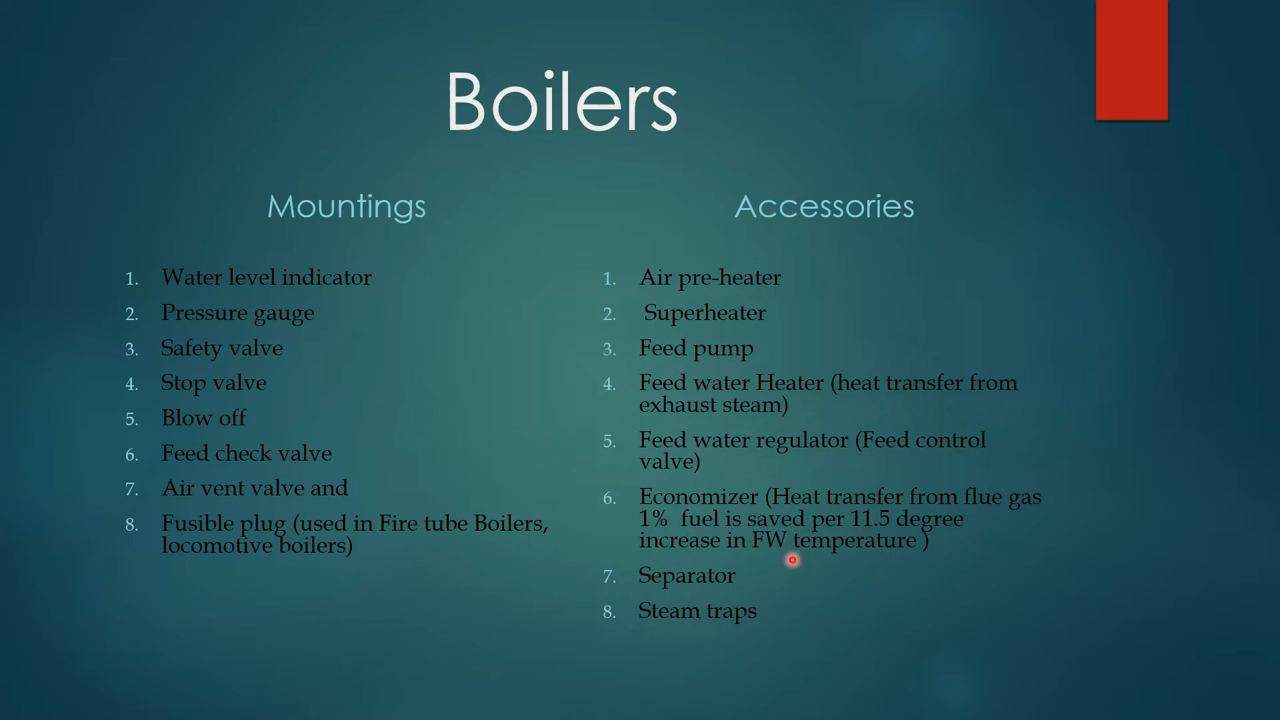 Boilers
Mountings
1. Water level indicator
2. Pressure gauge
3. Safety valve
4. Stop valve
5. Blow off
6. Feed check valve
7. Air vent valve and
8. Fusible plug (used in Fire tube Boilers,
locomotive boilers)
Accessories
1. Air pre-heater
2. Superheater
3. Feed pump
4. Feed water Heater (heat transfer from
exhaust steam)
5. Feed water regulator (Feed control
valve)
6. Economizer (Heat transfer from flue gas
1% fuel is saved per 11.5 degree
increase in FW temperature )
7. Separator
8. Steam traps